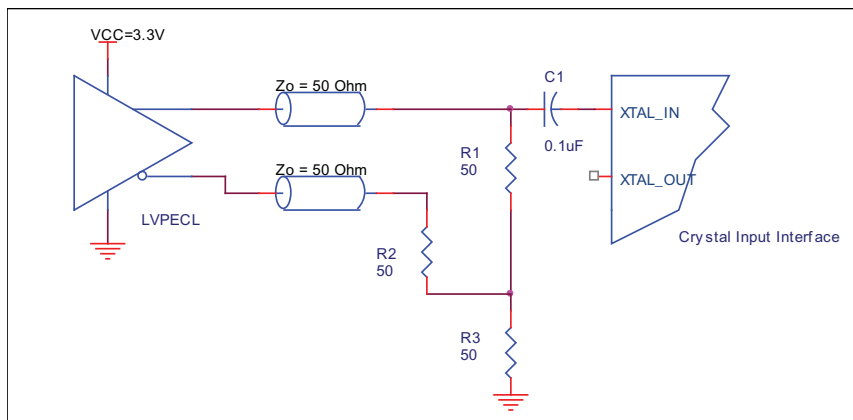 VCC=3.3V
Zo = 50 Ohm
C1
0.1uF
XTAL_IN
R1
50
Zo = 50 Ohm
XTAL_OUT
LVPECL
Crystal Input Interface
R2
50
R3
50